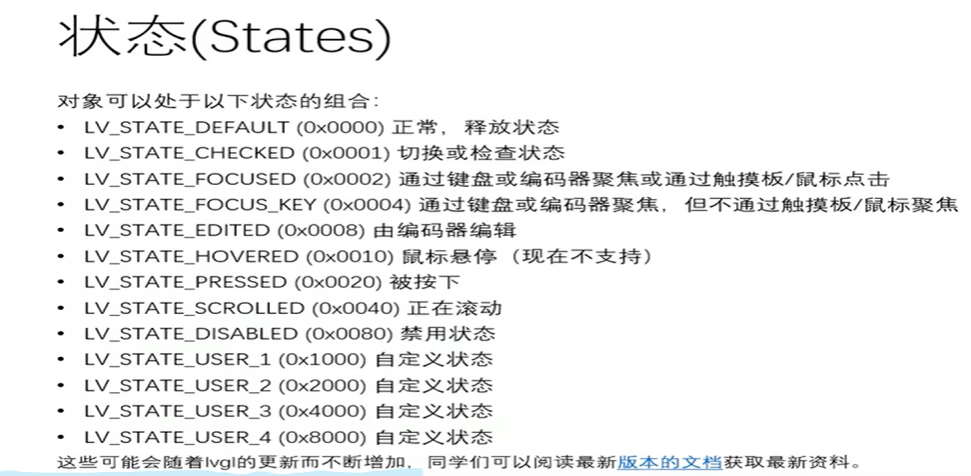 状态(States)
对象可以处于以下状态的组合：
• LV_STATE_DEFAULT (0x0000) 正常，释放状态
• LV_STATE_CHECKED (0x0001) 切换或检查状态
• LV_STATE_FOCUSED (0x0002) 通过键盘或编码器聚焦或通过触摸板/鼠标点击
• LV_STATE_FOCUS_KEY (0x0004) 通过键盘或编码器聚焦，但不通过触摸板/鼠标聚焦
• LV_STATE_EDITED (0x0008) 由编码器编辑
• LV_STATE_HOVERED (0x0010) 鼠标悬停（现在不支持）
• LV_STATE_PRESSED (0x0020) 被按下
• LV_STATE_SCROLLED (0x0040) 正在滚动
• LV_STATE_DISABLED (0x0080) 禁用状态
• LV_STATE_USER_1 (0x1000) 自定义状态
• LV_STATE_USER_2 (0x2000) 自定义状态
• LV_STATE_USER_3 (0x4000) 自定义状态
• LV_STATE_USER_4 (0x8000) 自定义状态
这些可能会随着lvgl的更新而不断增加，同学们可以阅读最新版本的文档获取最新资料。